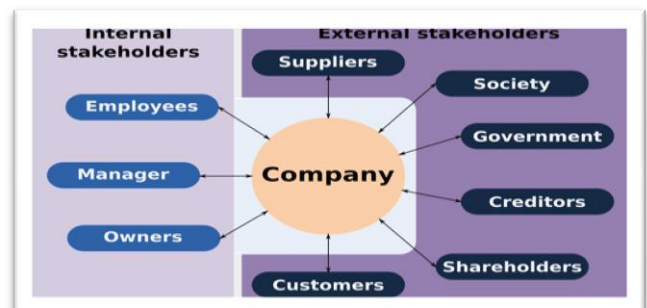 Internal
stakeholders
External stakeholders
Suppliers
Society
Employees
Government
Manager
Company
Creditors
Owners
Shareholders
Customers